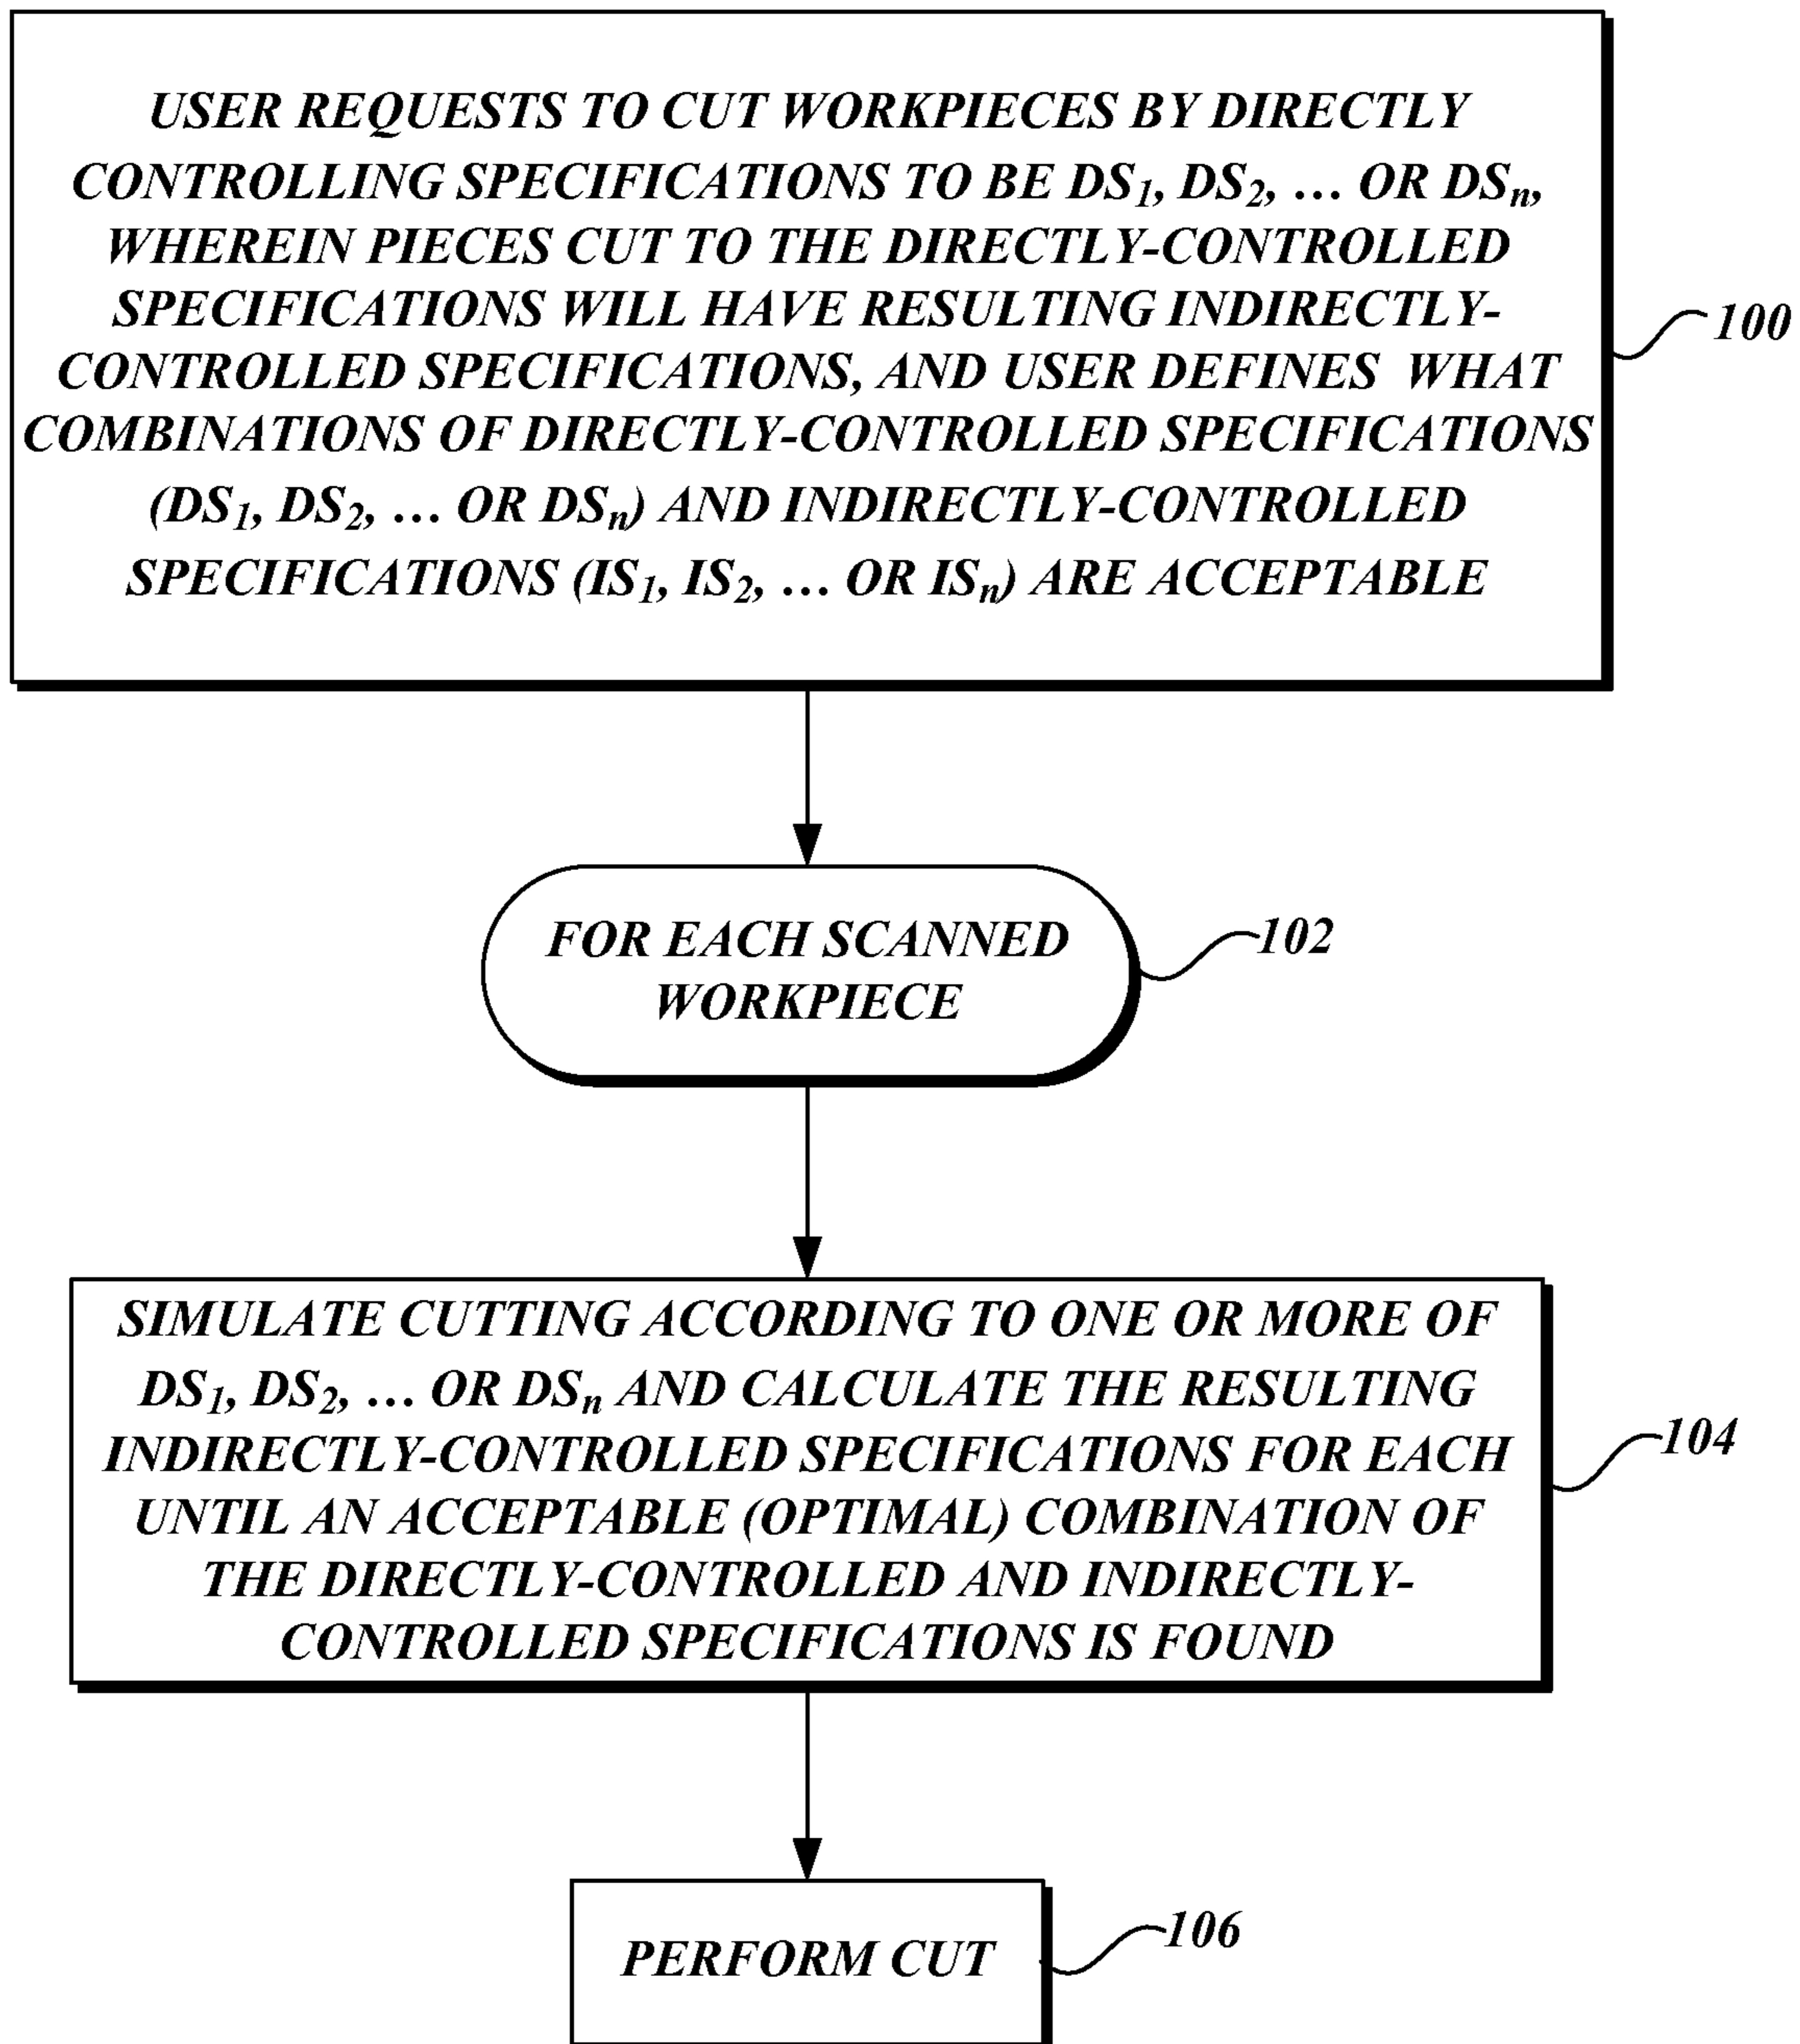 USER REQUESTS TO CUT WORKPIECES BY DIRECTLY
CONTROLLING SPECIFICATIONS TO BE DS1, DS2, … OR DSn,
WHEREIN PIECES CUT TO THE DIRECTLY-CONTROLLED
SPECIFICATIONS WILL HAVE RESULTING INDIRECTLY-
CONTROLLED SPECIFICATIONS, AND USER DEFINES WHAT
COMBINATIONS OF DIRECTLY-CONTROLLED SPECIFICATIONS
(DS1, DS2, … OR DSn) AND INDIRECTLY-CONTROLLED
SPECIFICATIONS (IS1, IS2, … OR ISn) ARE ACCEPTABLE
100
FOR EACH SCANNED
WORKPIECE
102
SIMULATE CUTTING ACCORDING TO ONE OR MORE OF
DS1, DS2, … OR DSn AND CALCULATE THE RESULTING
INDIRECTLY-CONTROLLED SPECIFICATIONS FOR EACH
UNTIL AN ACCEPTABLE (OPTIMAL) COMBINATION OF
THE DIRECTLY-CONTROLLED AND INDIRECTLY-
CONTROLLED SPECIFICATIONS IS FOUND
104
PERFORM CUT
106